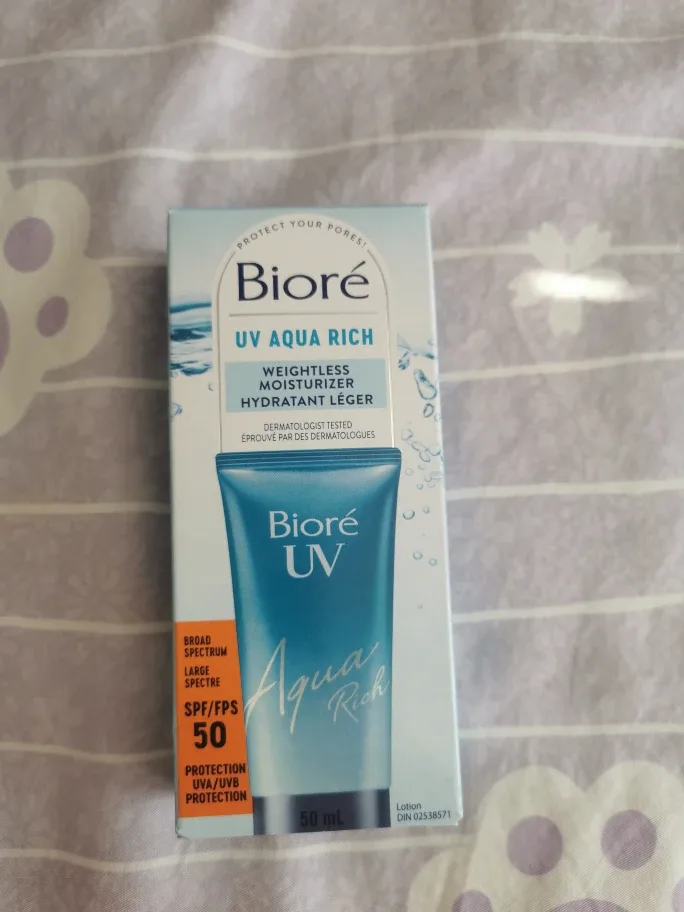 PROTECT YOUR PORES!
Bioré
UV AQUA RICH
WEIGHTLESS
MOISTURIZER
HYDRATANT LÉGER
DERMATOLOGIST TESTED
ÉPROUVÉ PAR DES DERMATOLOGUES
Bioré
UV
Aqua
Rich
BROAD
SPECTRUM
LARGE
SPECTRE
SPF/FPS
50
PROTECTION
UVA/UVB
PROTECTION
50 mL
Lotion
DIN 02538571